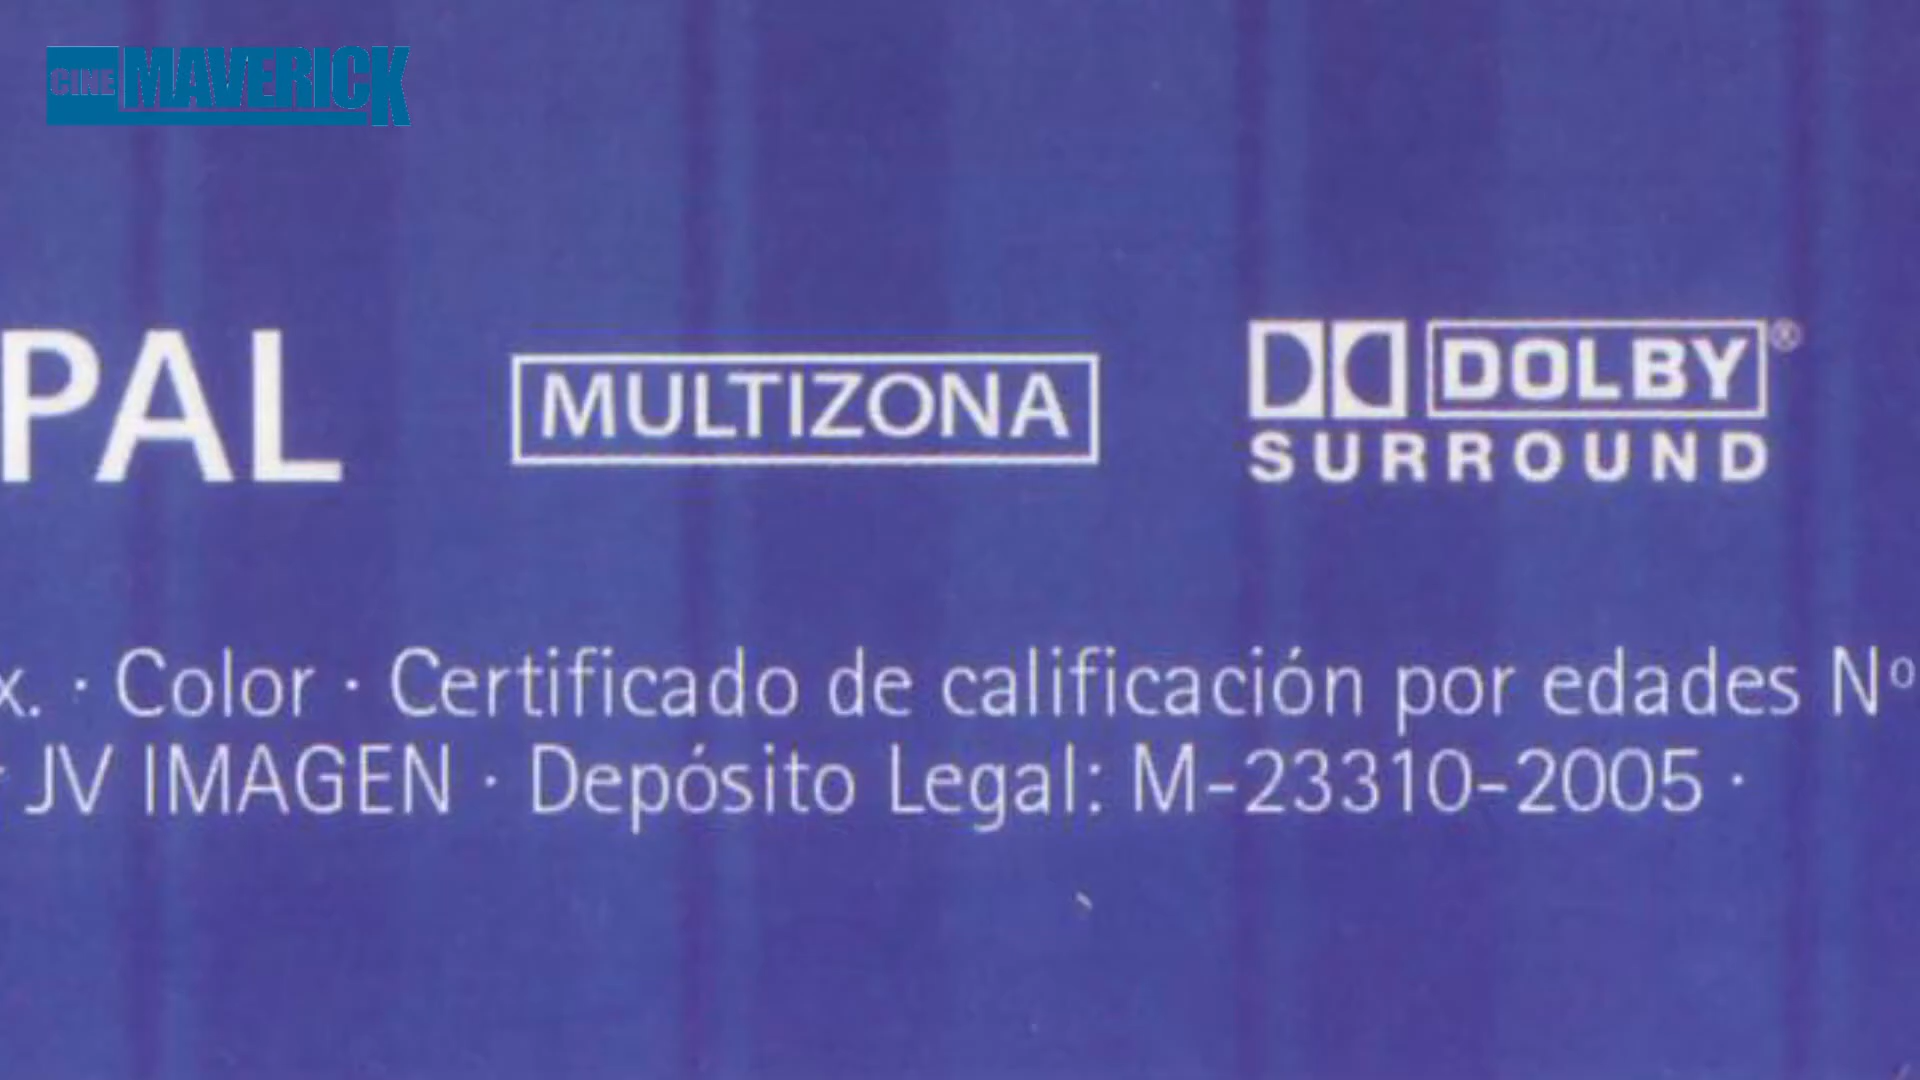 CINE MAVERICK
PAL MULTIZONA DOLBY® SURROUND
x. · Color · Certificado de calificación por edades Nº
JV IMAGEN · Depósito Legal: M-23310-2005 ·